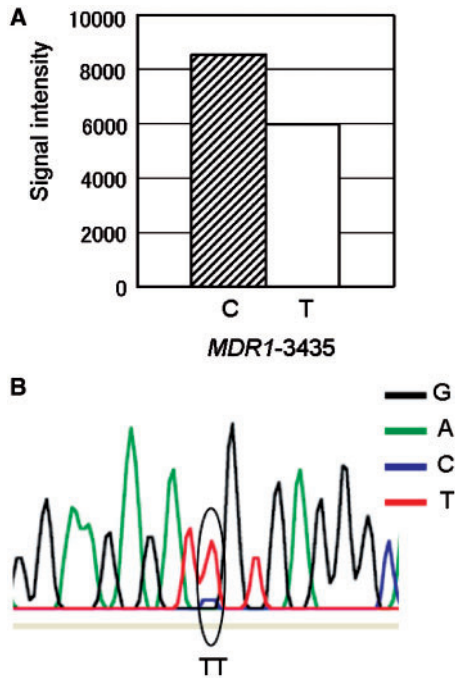 A
Signal intensity
10000
8000
6000
4000
2000
0
C T
MDR1-3435
B
G
A
C
T
TT